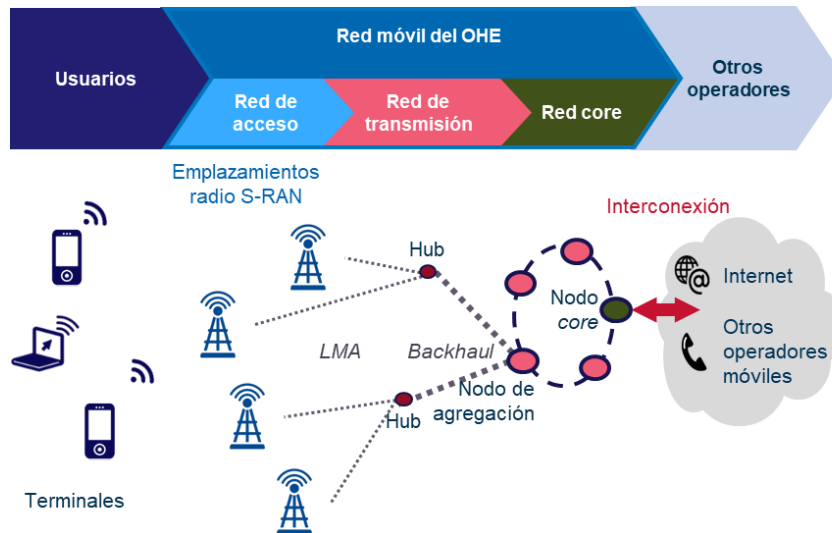 Usuarios
Red móvil del OHE
Red de
acceso
Red de
transmisión
Red core
Otros
operadores
Emplazamientos
radio S-RAN
Interconexión
Hub
Nodo
core
Internet
LMA
Backhaul
Otros
operadores
móviles
Nodo de
agregación
Hub
Terminales